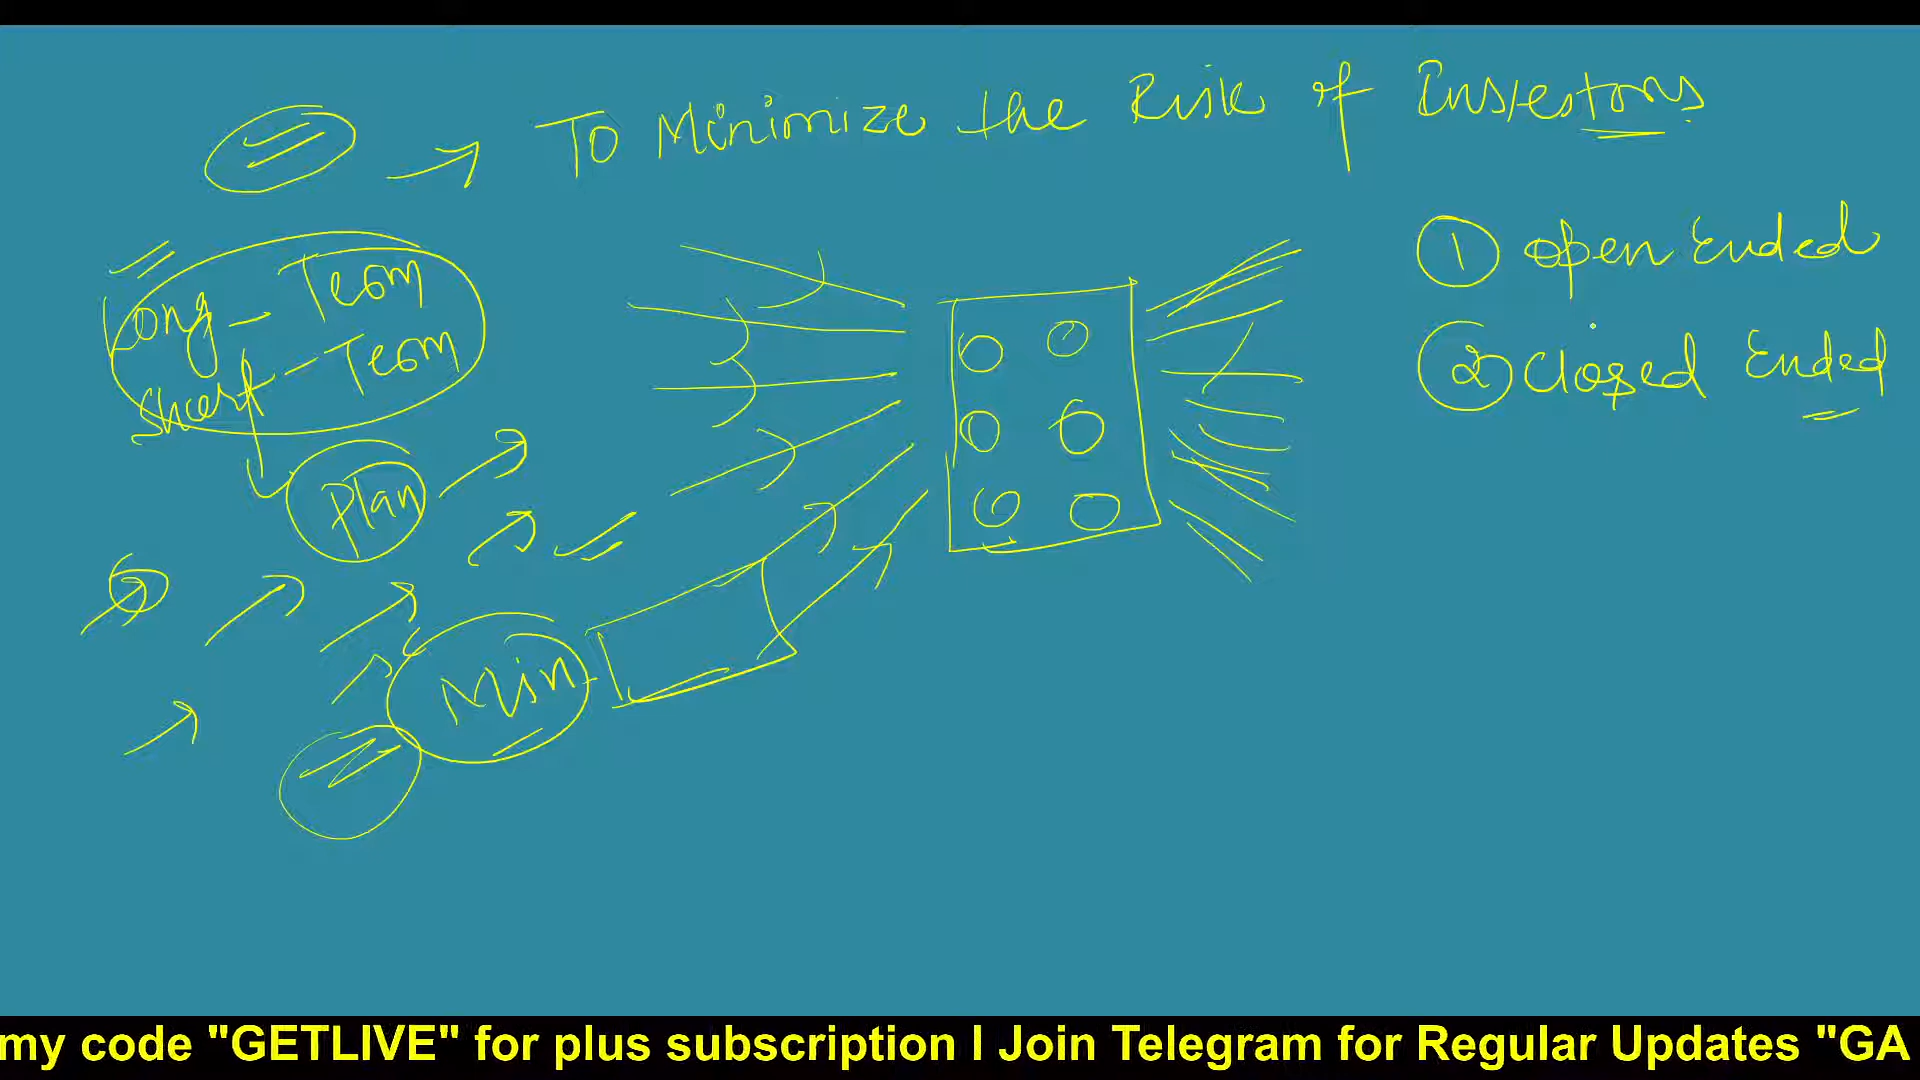 To Minimize the Risk of Investors.
Long - Term
Short - Term
Plan
Min
1 open Ended
2 Closed Ended
my code "GETLIVE" for plus subscription I Join Telegram for Regular Updates "GA